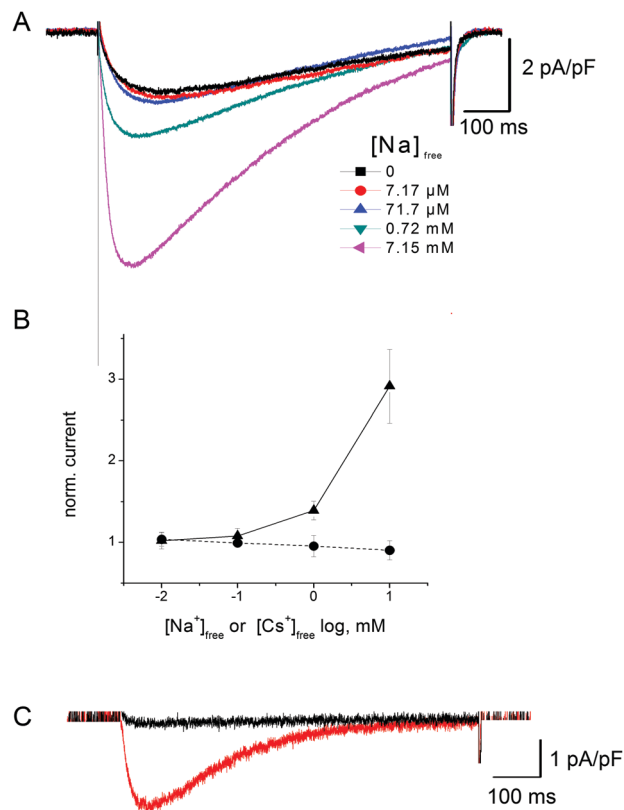 A
2 pA/pF
100 ms
[Na] free
0
7.17 µM
71.7 µM
0.72 mM
7.15 mM
B
3
2
1
norm. current
-2 -1 0 1
[Na+]free or [Cs+]free log, mM
C
1 pA/pF
100 ms